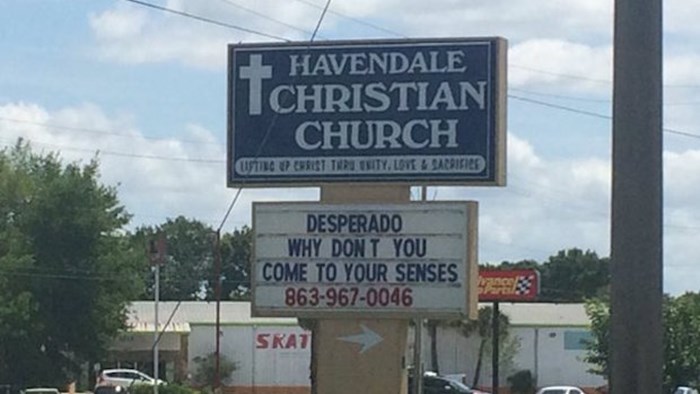 HAVENDALE
CHRISTIAN
CHURCH
LIFTING UP CHRIST THRU UNITY, LOVE & SACRIFICE
DESPERADO
WHY DON T YOU
COME TO YOUR SENSES
863-967-0046
SKAT